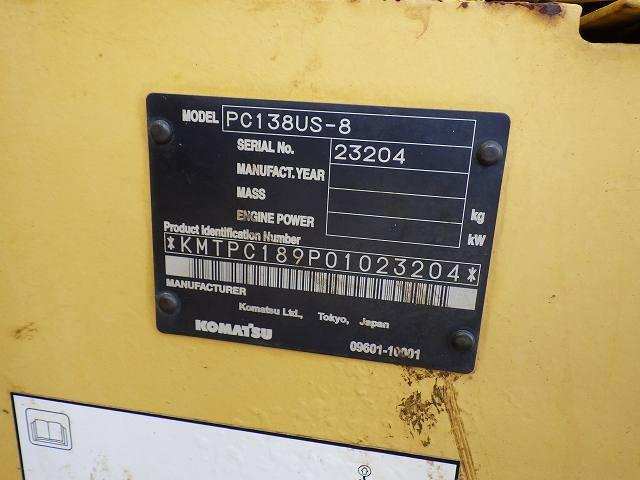 MODEL PC138US-8
SERIAL No. 23204
MANUFACT. YEAR
MASS kg
ENGINE POWER kW
Product Identification Number
*KMTPC189P01023204*
MANUFACTURER
Komatsu Ltd., Tokyo, Japan
KOMATSU 09601-10001